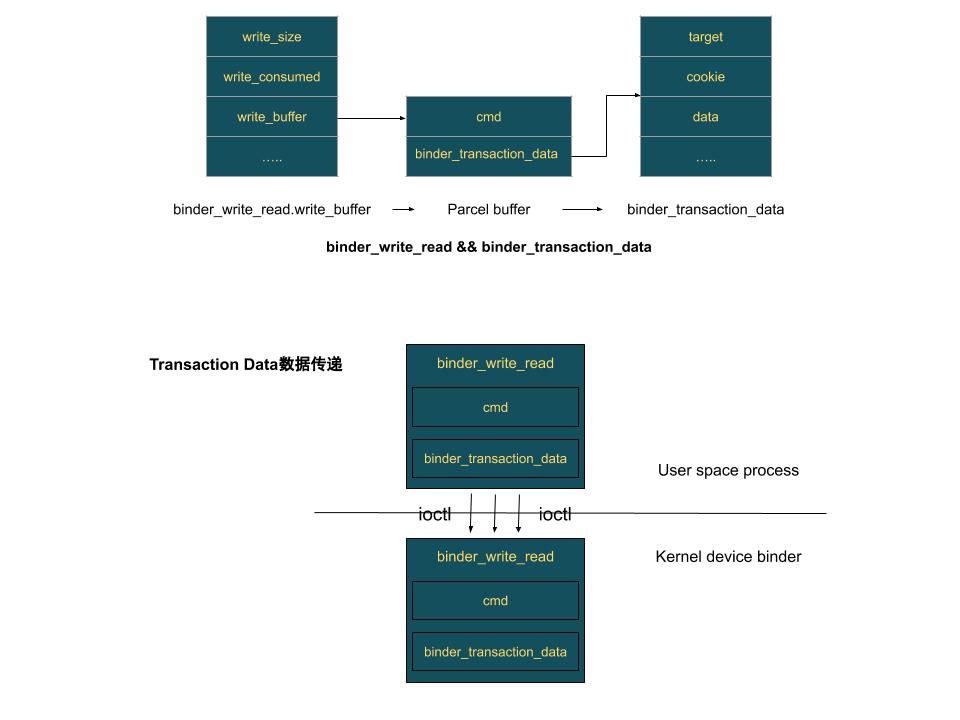 write_size
write_consumed
write_buffer
…..
cmd
binder_transaction_data
target
cookie
data
…..
binder_write_read.write_buffer
Parcel buffer
binder_transaction_data
binder_write_read && binder_transaction_data
Transaction Data数据传递
binder_write_read
cmd
binder_transaction_data
User space process
ioctl
ioctl
binder_write_read
Kernel device binder
cmd
binder_transaction_data